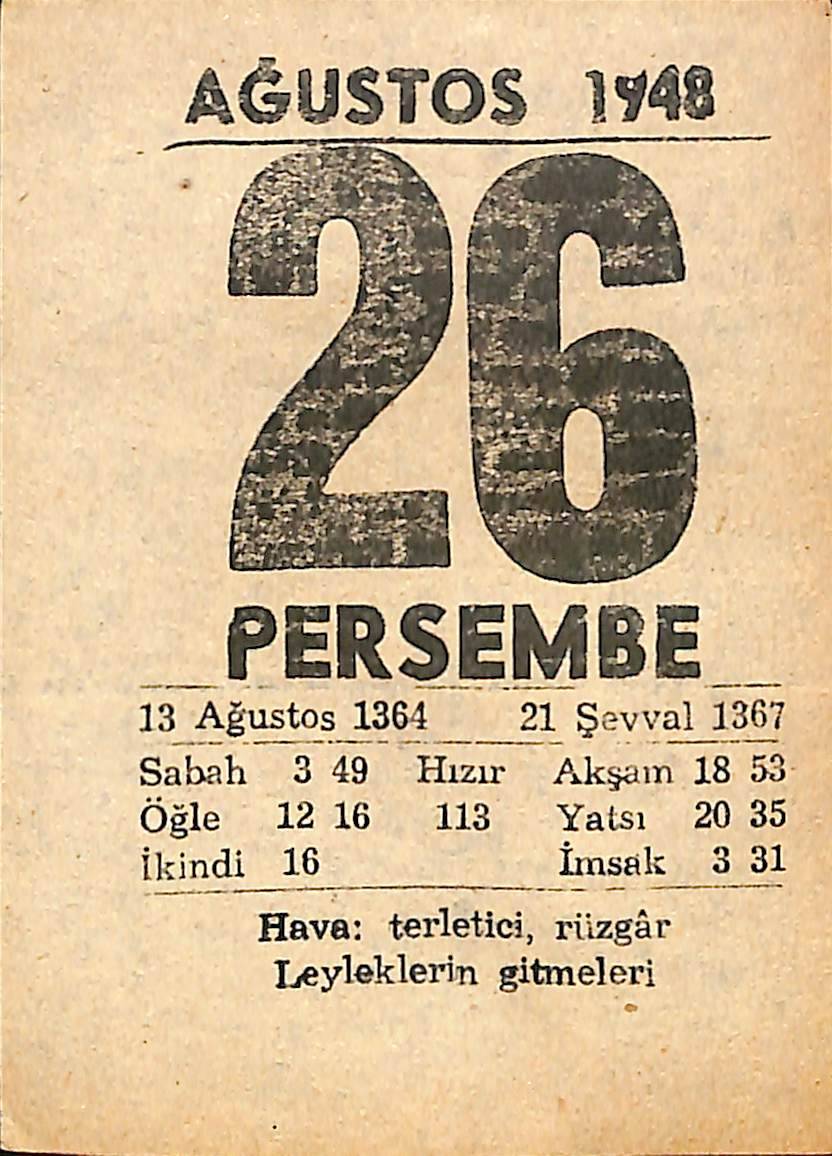 AĞUSTOS 1948
26
PERSEMBE
13 Ağustos 1364 21 Şevval 1367
Sabah 3 49 Hızır Akşam 18 53
Öğle 12 16 113 Yatsı 20 35
İkindi 16 İmsak 3 31
Hava: terletici, rüzgâr
Leyleklerin gitmeleri